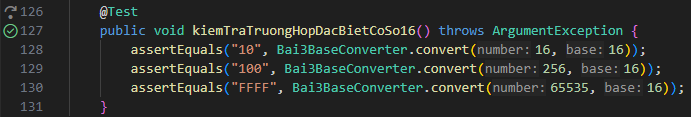 126 @Test
127 public void kiemTraTruongHopDacBietCoSo16() throws ArgumentException {
128 assertEquals("10", Bai3BaseConverter.convert(number: 16, base: 16));
129 assertEquals("100", Bai3BaseConverter.convert(number: 256, base: 16));
130 assertEquals("FFFF", Bai3BaseConverter.convert(number: 65535, base: 16));
131 }